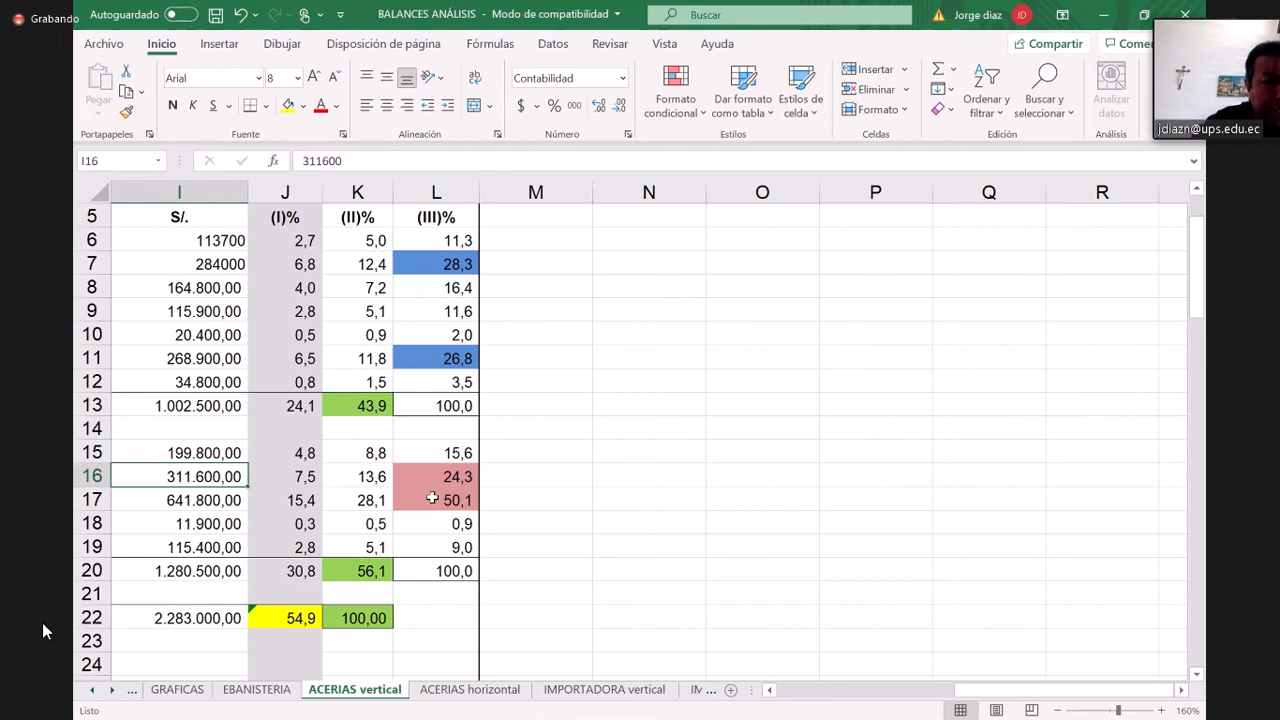 Grabando
Autoguardado
BALANCES ANÁLISIS - Modo de compatibilidad
Buscar
Jorge diaz
JD
Archivo Inicio Insertar Dibujar Disposición de página Fórmulas Datos Revisar Vista Ayuda Compartir
Pegar
Arial 8
Contabilidad
N K S
$ % 000
Formato condicional
Dar formato como tabla
Estilos de celda
Insertar
Eliminar
Formato
Ordenar y filtrar
Buscar y seleccionar
Analizar datos
Portapapeles Fuente Alineación Número Estilos Celdas Edición Análisis
jdiazn@ups.edu.ec
I16 fx 311600
I J K L M N O P Q R
5 S/. (I)% (II)% (III)%
6 113700 2,7 5,0 11,3
7 284000 6,8 12,4 28,3
8 164.800,00 4,0 7,2 16,4
9 115.900,00 2,8 5,1 11,6
10 20.400,00 0,5 0,9 2,0
11 268.900,00 6,5 11,8 26,8
12 34.800,00 0,8 1,5 3,5
13 1.002.500,00 24,1 43,9 100,0
14
15 199.800,00 4,8 8,8 15,6
16 311.600,00 7,5 13,6 24,3
17 641.800,00 15,4 28,1 50,1
18 11.900,00 0,3 0,5 0,9
19 115.400,00 2,8 5,1 9,0
20 1.280.500,00 30,8 56,1 100,0
21
22 2.283.000,00 54,9 100,00
23
24
... GRAFICAS EBANISTERIA ACERIAS vertical ACERIAS horizontal IMPORTADORA vertical ...
Listo
160%